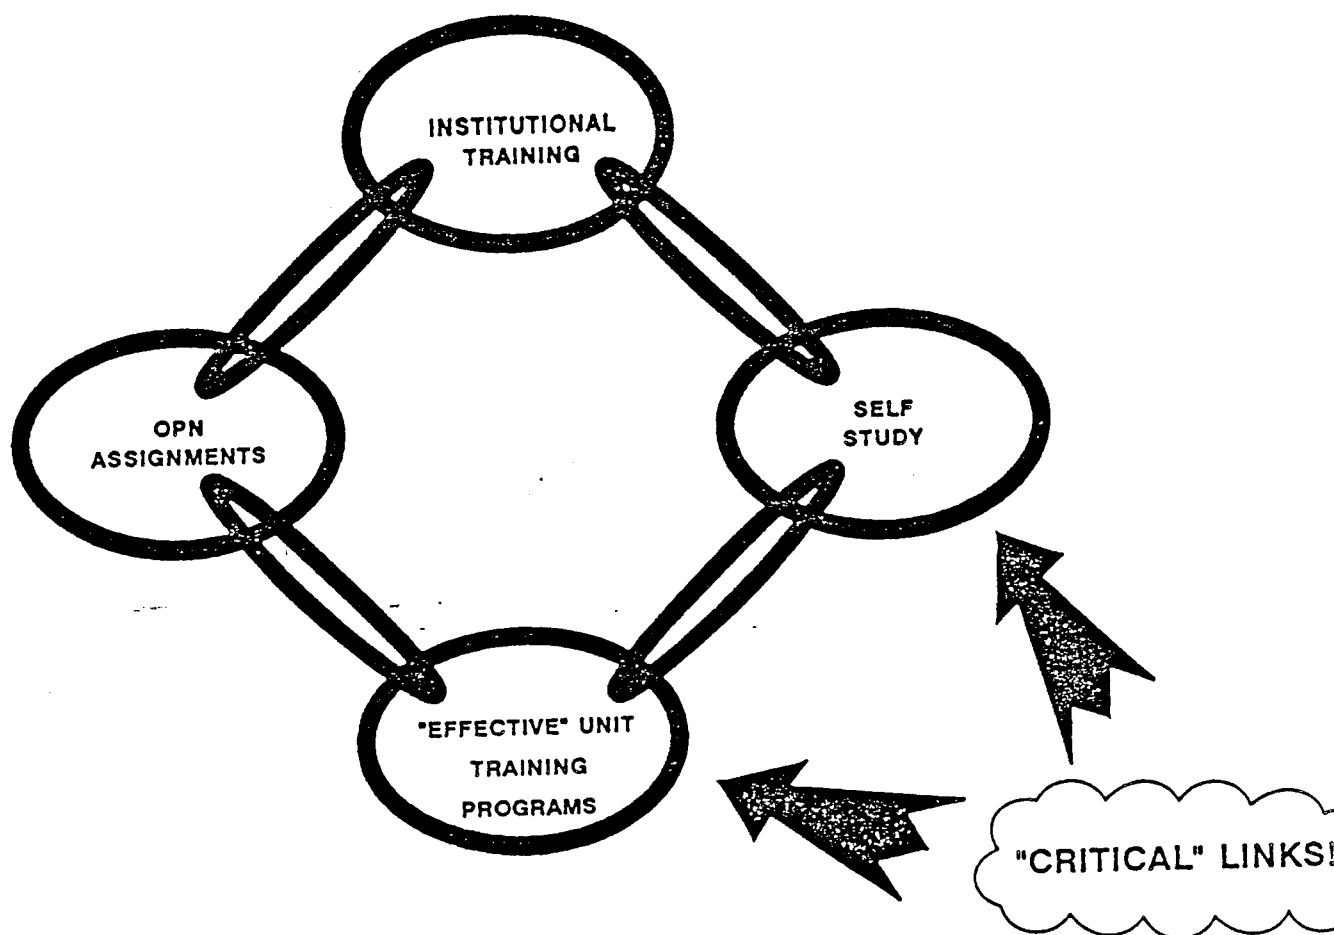 INSTITUTIONAL
TRAINING
OPN
ASSIGNMENTS
SELF
STUDY
"EFFECTIVE" UNIT
TRAINING
PROGRAMS
"CRITICAL" LINKS!